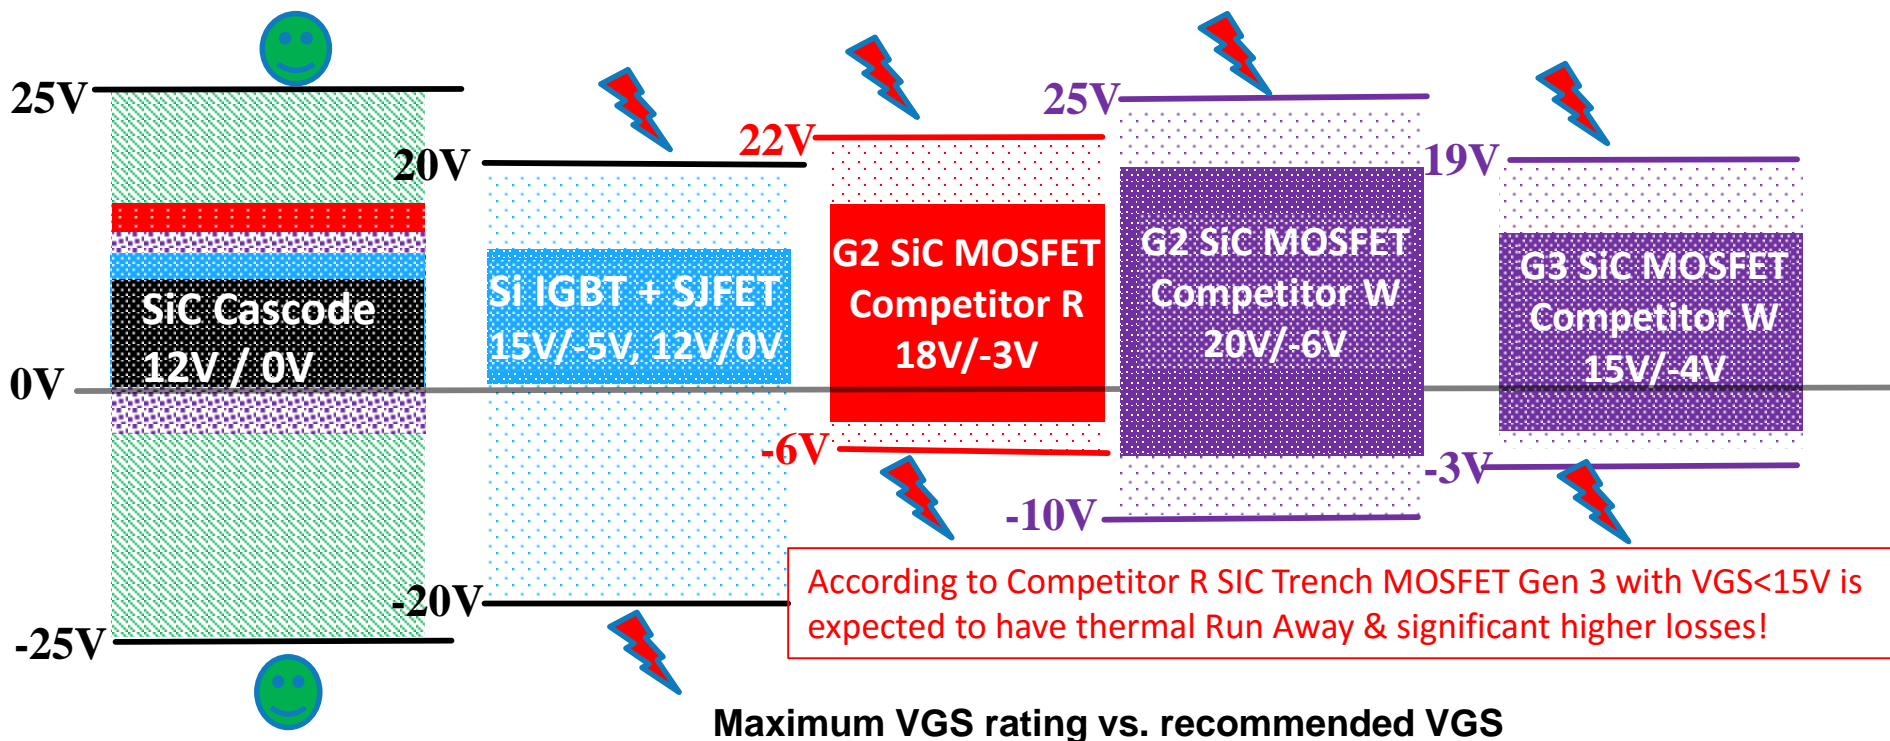 25V
20V
22V
25V
19V
SiC Cascode
12V / 0V
Si IGBT + SJFET
15V/-5V, 12V/0V
G2 SiC MOSFET
Competitor R
18V/-3V
G2 SiC MOSFET
Competitor W
20V/-6V
G3 SiC MOSFET
Competitor W
15V/-4V
0V
-6V
-3V
-10V
-20V
-25V
According to Competitor R SIC Trench MOSFET Gen 3 with VGS<15V is
expected to have thermal Run Away & significant higher losses!
Maximum VGS rating vs. recommended VGS